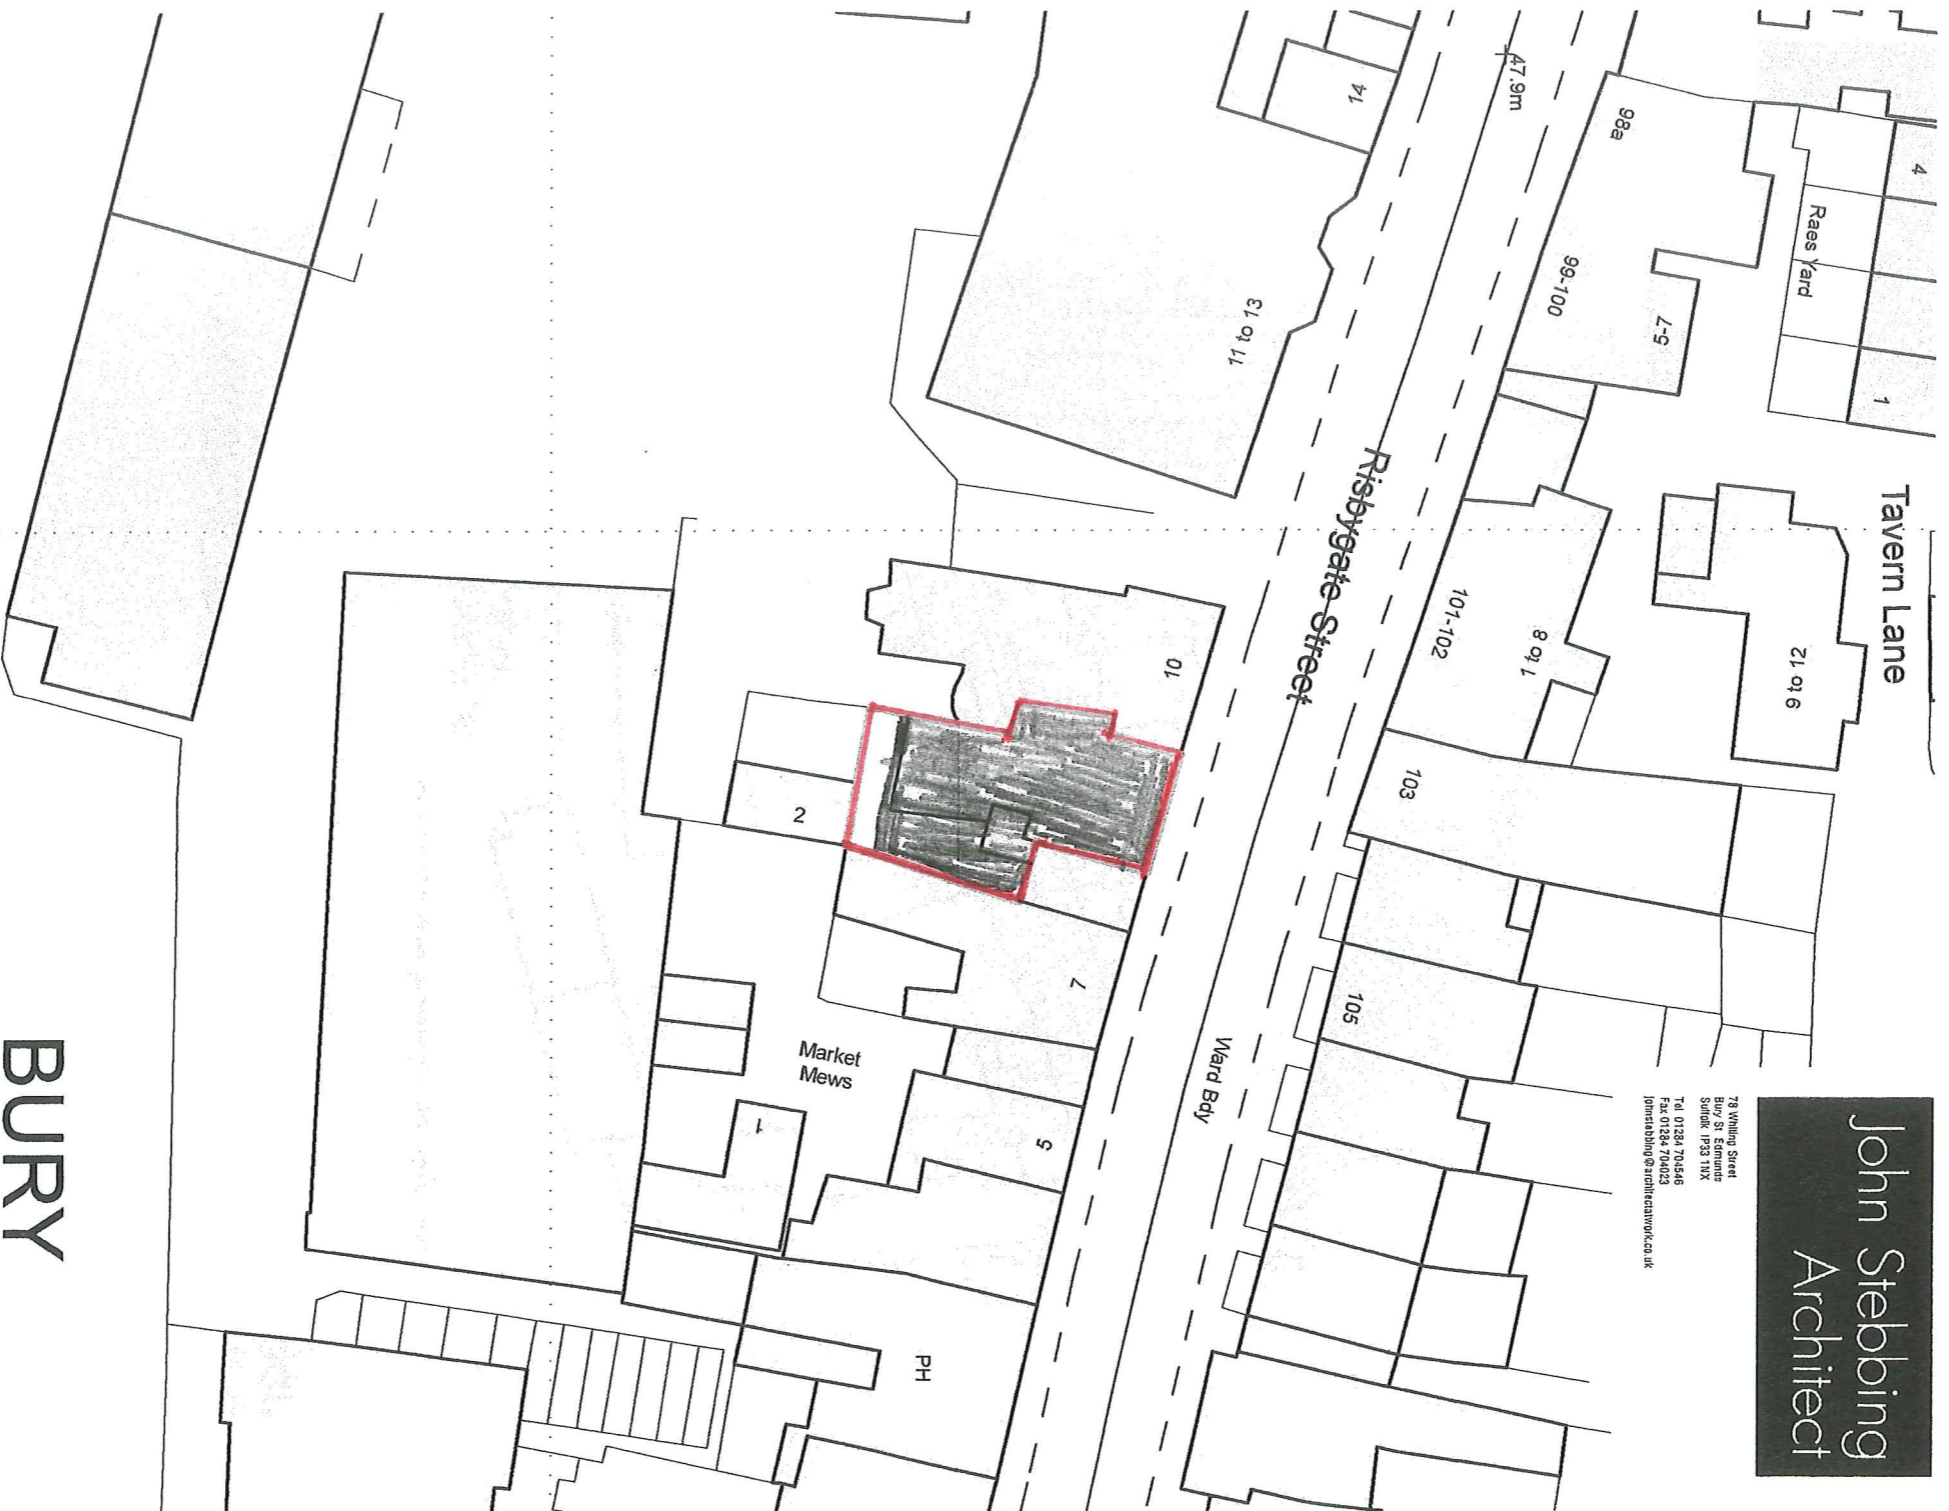 John Stebbing
Architect
78 Whiting Street
Bury St Edmunds
Suffolk IP33 1NX
Tel 01284 704546
Fax 01284 704023
johnstebbing@architectatwork.co.uk
4
1
Raes Yard
Tavern Lane
98a
99-100
5-7
9 to 12
1 to 8
101-102
103
105
47.9m
Risbygate Street
Ward Bdy
14
11 to 13
10
2
7
5
Market
Mews
1
PH
BURY